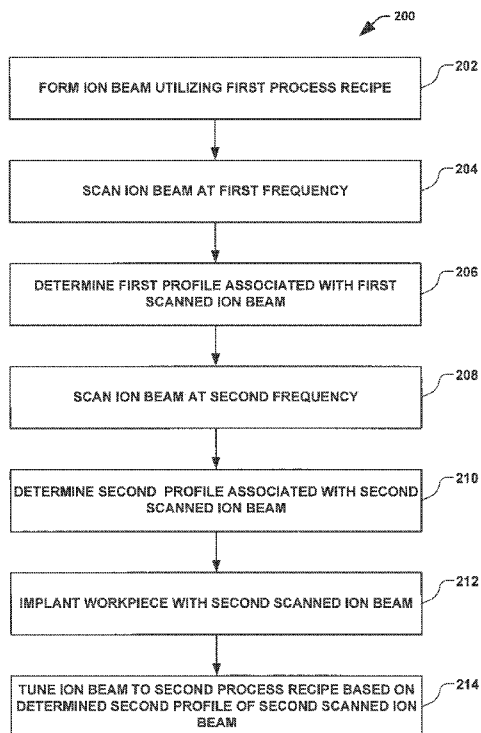 200
FORM ION BEAM UTILIZING FIRST PROCESS RECIPE
202
SCAN ION BEAM AT FIRST FREQUENCY
204
DETERMINE FIRST PROFILE ASSOCIATED WITH FIRST
SCANNED ION BEAM
206
SCAN ION BEAM AT SECOND FREQUENCY
208
DETERMINE SECOND PROFILE ASSOCIATED WITH SECOND
SCANNED ION BEAM
210
IMPLANT WORKPIECE WITH SECOND SCANNED ION BEAM
212
TUNE ION BEAM TO SECOND PROCESS RECIPE BASED ON
DETERMINED SECOND PROFILE OF SECOND SCANNED ION
BEAM
214